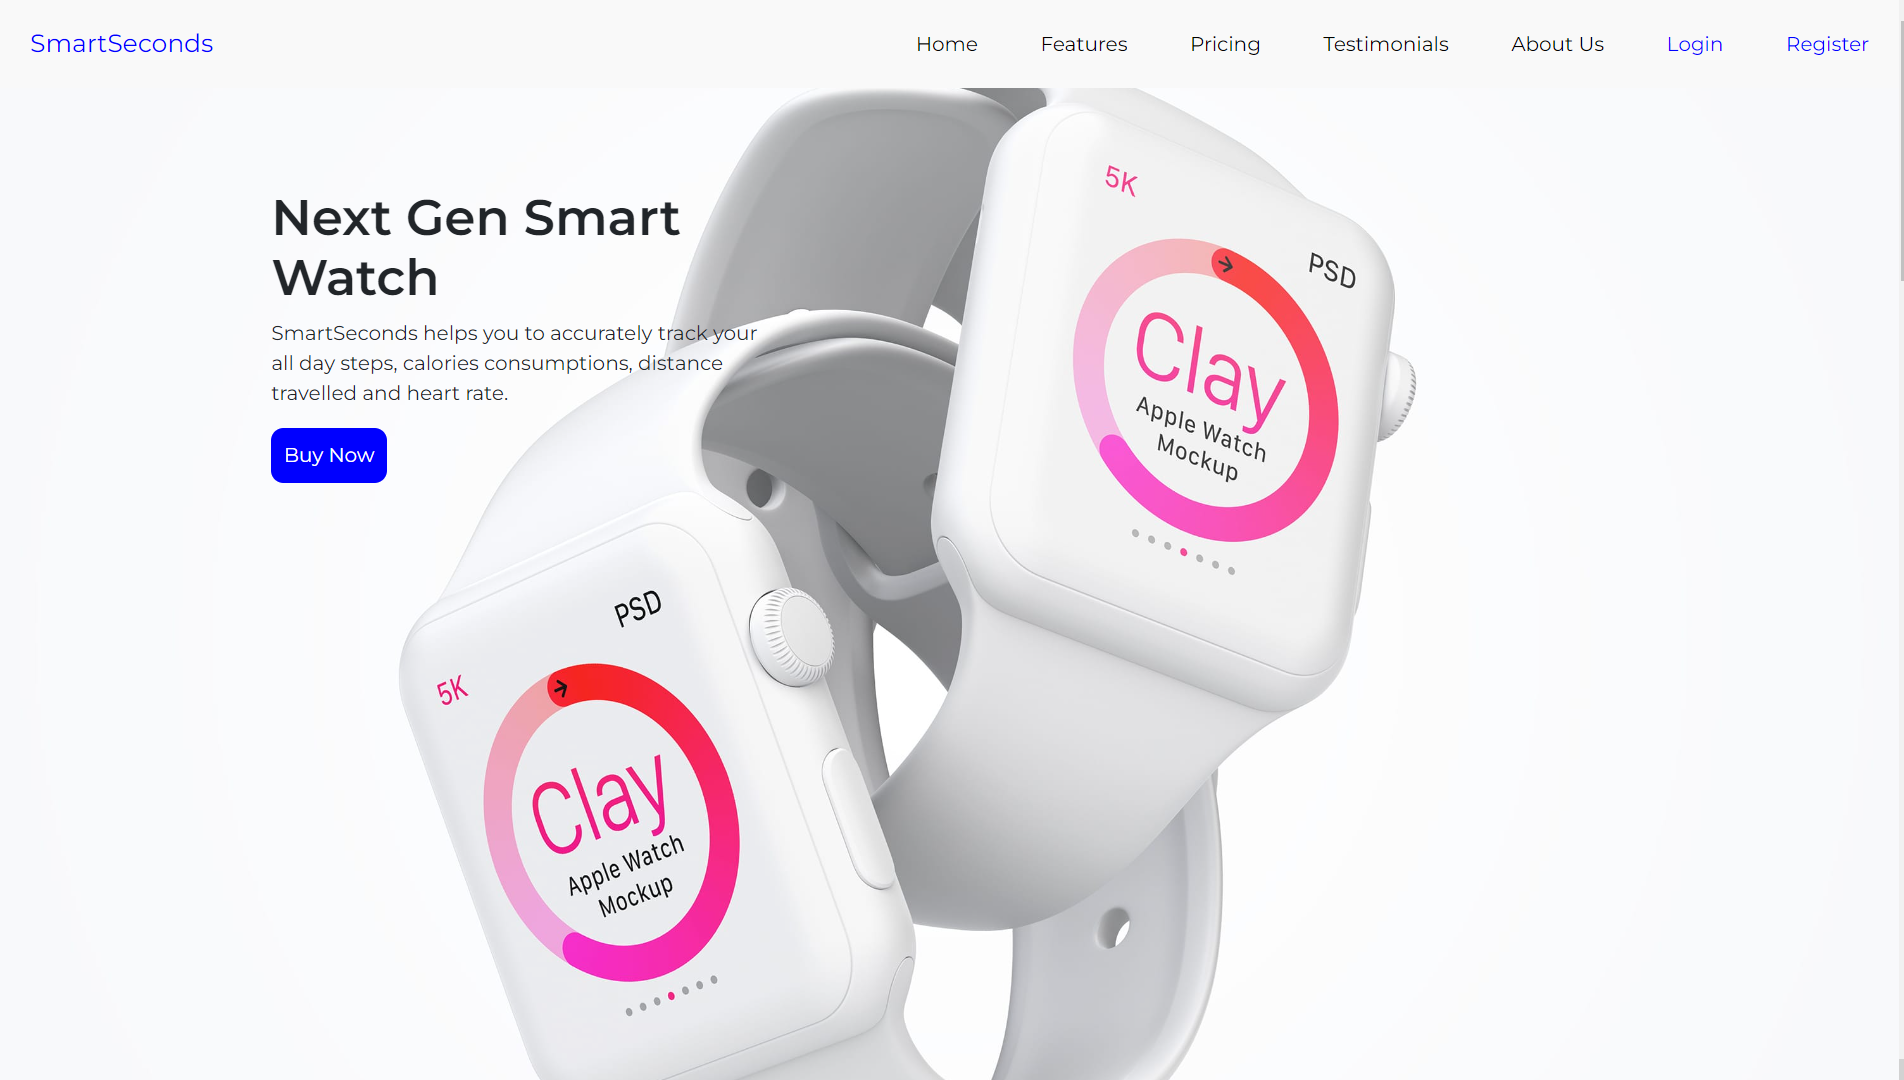 SmartSeconds
Home Features Pricing Testimonials About Us Login Register
Next Gen Smart
Watch
SmartSeconds helps you to accurately track your
all day steps, calories consumptions, distance
travelled and heart rate.
Buy Now
5K
PSD
Clay
Apple Watch
Mockup
PSD
5K
Clay
Apple Watch
Mockup